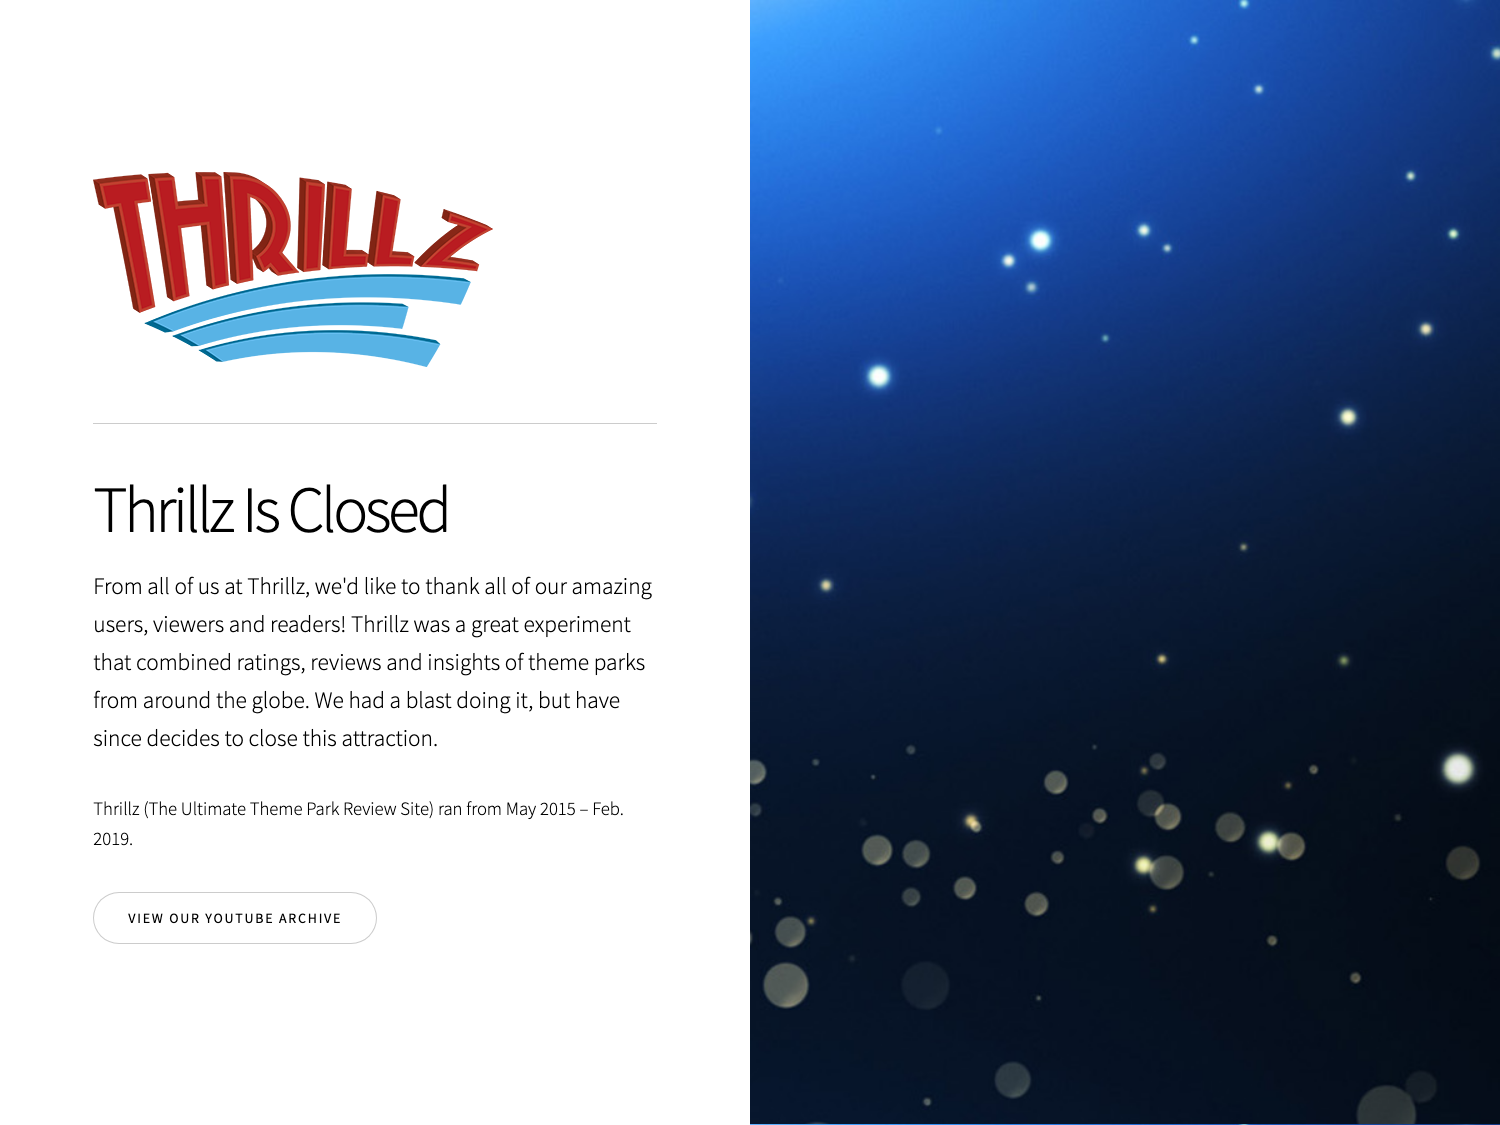 THRILLZ
Thrillz Is Closed
From all of us at Thrillz, we'd like to thank all of our amazing
users, viewers and readers! Thrillz was a great experiment
that combined ratings, reviews and insights of theme parks
from around the globe. We had a blast doing it, but have
since decides to close this attraction.
Thrillz (The Ultimate Theme Park Review Site) ran from May 2015 – Feb.
2019.
VIEW OUR YOUTUBE ARCHIVE